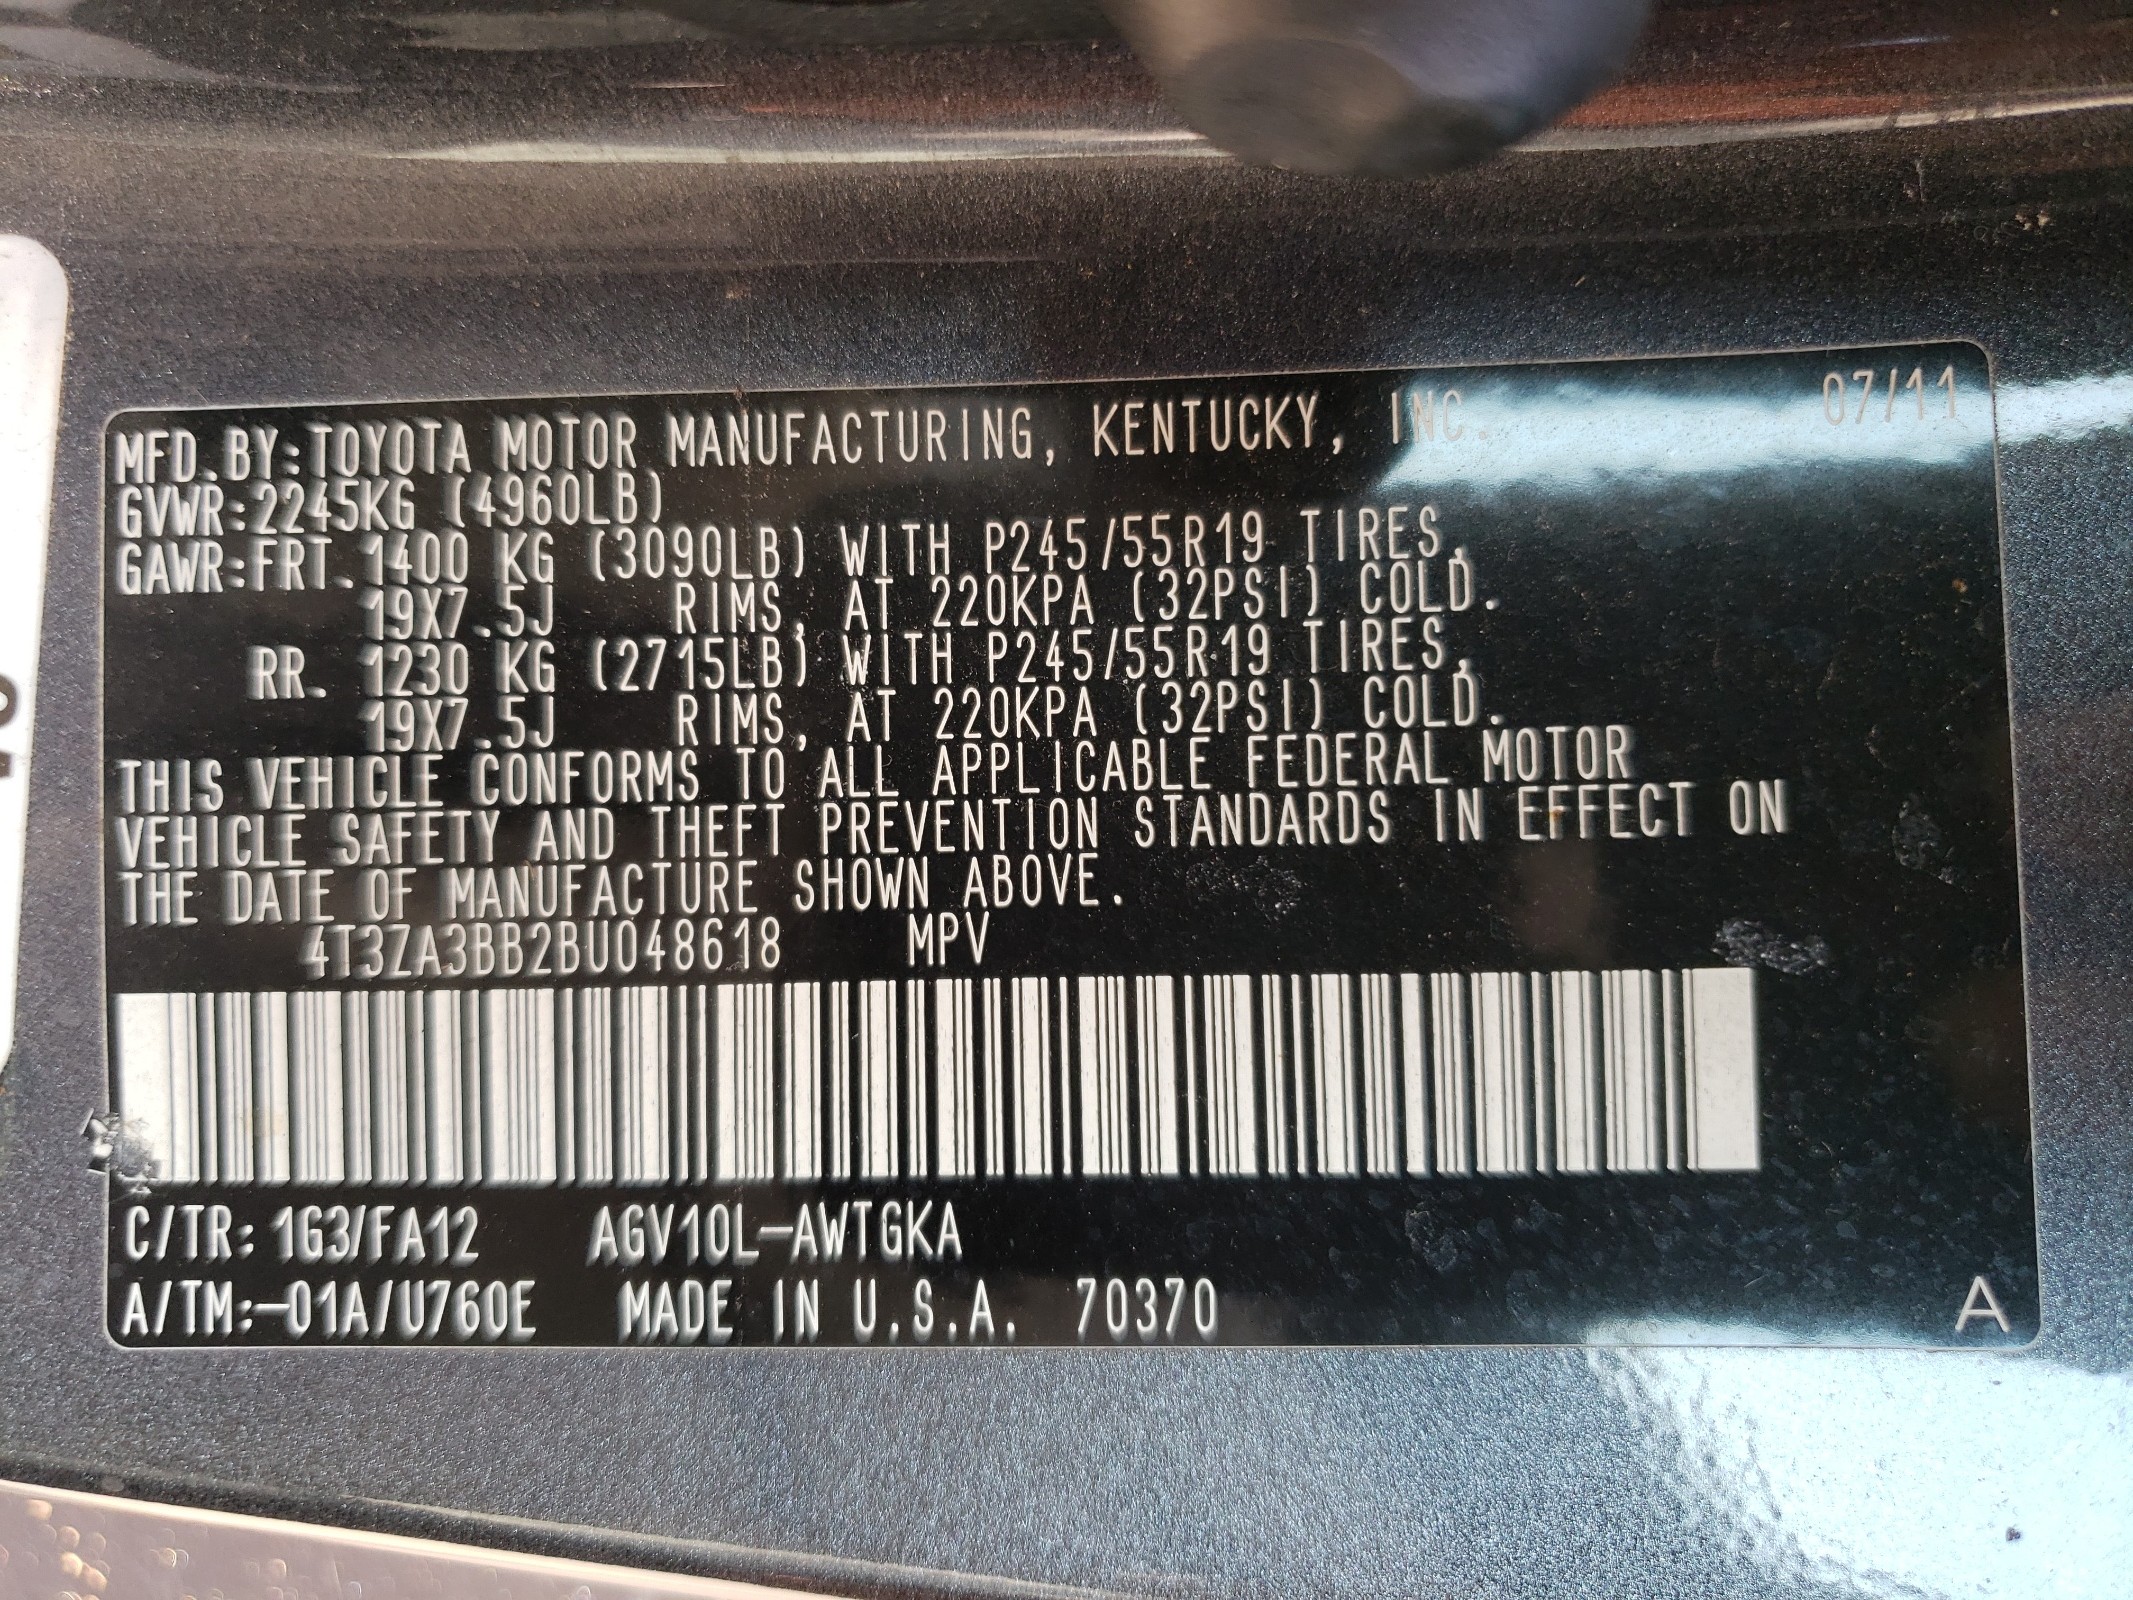 MFD.BY:TOYOTA MOTOR MANUFACTURING, KENTUCKY, INC. 07/11
GVWR:2245KG (4960LB)
GAWR:FRT.1400 KG (3090LB) WITH P245/55R19 TIRES,
19X7.5J RIMS, AT 220KPA (32PSI) COLD.
RR. 1230 KG (2715LB) WITH P245/55R19 TIRES,
19X7.5J RIMS, AT 220KPA (32PSI) COLD.
THIS VEHICLE CONFORMS TO ALL APPLICABLE FEDERAL MOTOR
VEHICLE SAFETY AND THEFT PREVENTION STANDARDS IN EFFECT ON
THE DATE OF MANUFACTURE SHOWN ABOVE.
4T3ZA3BB2BU048618 MPV
C/TR: 1G3/FA12 AGV10L-AWTGKA
A/TM:-01A/U760E MADE IN U.S.A. 70370
A